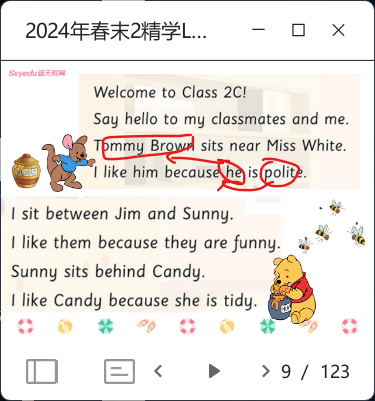 2024年春末2精学L...
Skyedu蓝天教育
Welcome to Class 2C!
Say hello to my classmates and me.
Tommy Brown sits near Miss White.
I like him because he is polite.
I sit between Jim and Sunny.
I like them because they are funny.
Sunny sits behind Candy.
I like Candy because she is tidy.
9 / 123